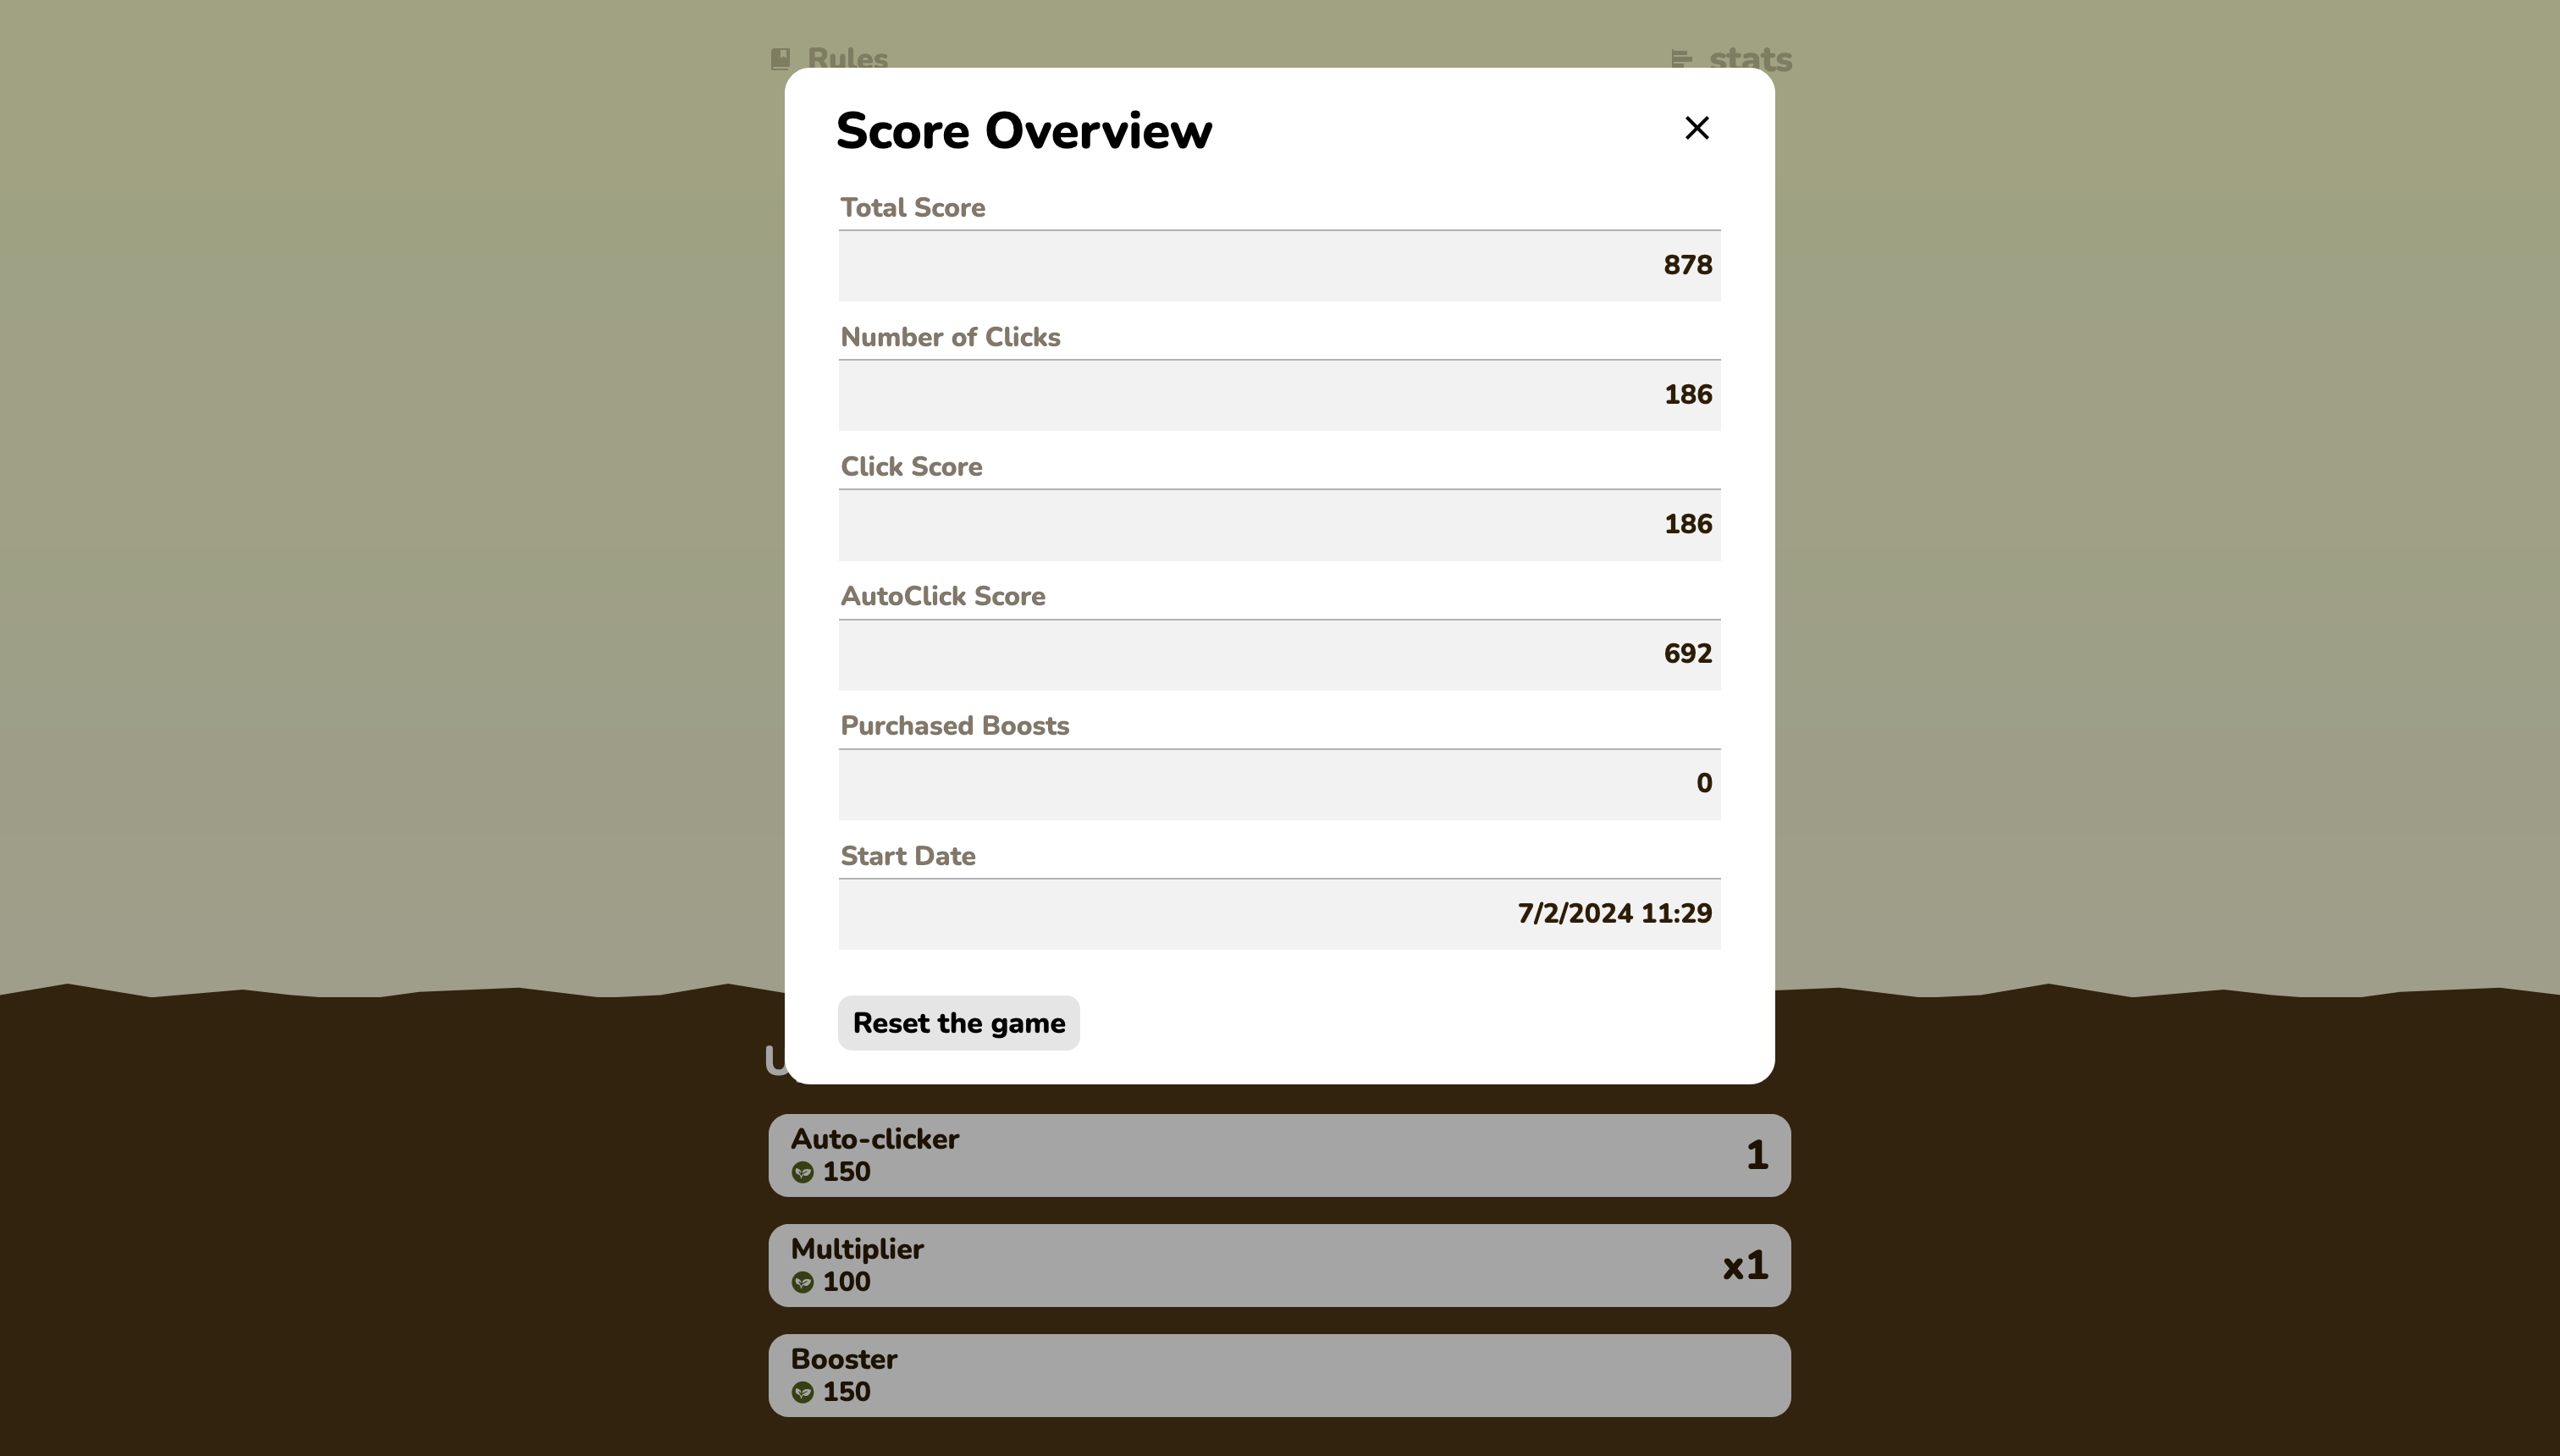 Rules
stats
Score Overview
Total Score
878
Number of Clicks
186
Click Score
186
AutoClick Score
692
Purchased Boosts
0
Start Date
7/2/2024 11:29
Reset the game
Auto-clicker
1
150
Multiplier
x1
100
Booster
150